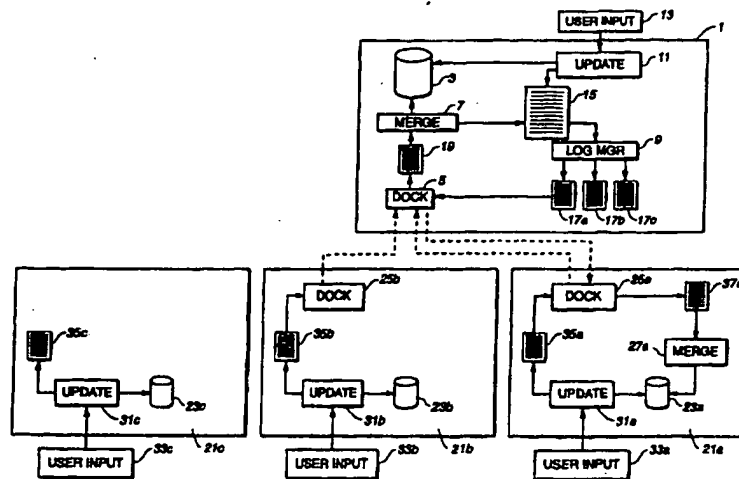 USER INPUT 13
1
UPDATE 11
3
15
7
MERGE
19
LOG MGR 9
5
DOCK
17a 17b 17c
DOCK 25b
35a
DOCK
37a
35c
35b
35a
27a
MERGE
UPDATE
23c
31c
UPDATE
23b
31b
UPDATE
23a
31a
USER INPUT 33c
21c
USER INPUT 33b
21b
USER INPUT 33a
21a